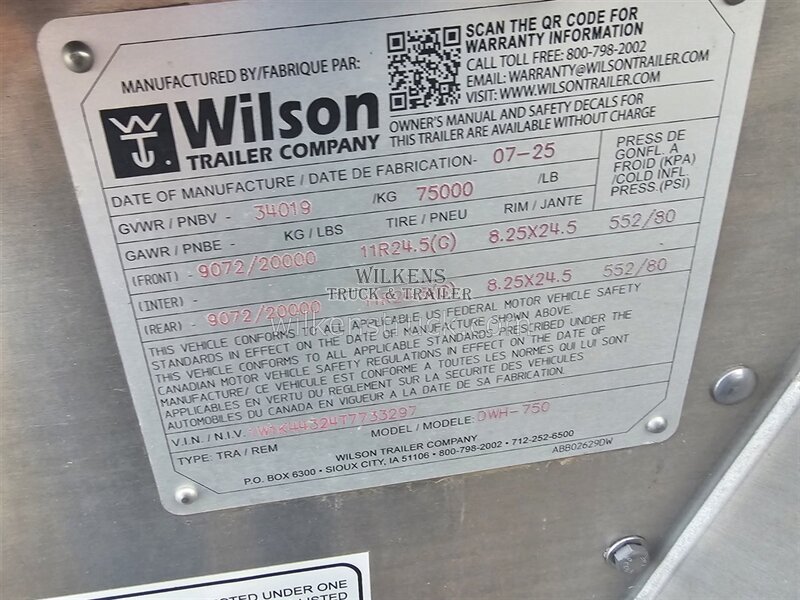 MANUFACTURED BY/FABRIQUE PAR:
Wilson
TRAILER COMPANY
SCAN THE QR CODE FOR
WARRANTY INFORMATION
CALL TOLL FREE: 800-798-2002
EMAIL: WARRANTY@WILSONTRAILER.COM
VISIT: WWW.WILSONTRAILER.COM
OWNER'S MANUAL AND SAFETY DECALS FOR
THIS TRAILER ARE AVAILABLE WITHOUT CHARGE
DATE OF MANUFACTURE / DATE DE FABRICATION- 07-25
GVWR / PNBV - 34019 /KG 75000 /LB
GAWR / PNBE - KG / LBS TIRE / PNEU RIM / JANTE
PRESS DE
GONFL. A
FROID (KPA)
/COLD INFL.
PRESS.(PSI)
(FRONT) - 9072/20000 11R24.5(G) 8.25X24.5 552/80
(INTER) -
(REAR) - 9072/20000 8.25X24.5 552/80
WILKENS
TRUCK & TRAILER
THIS VEHICLE CONFORMS TO ALL APPLICABLE U.S. FEDERAL MOTOR VEHICLE SAFETY
STANDARDS IN EFFECT ON THE DATE OF MANUFACTURE SHOWN ABOVE.
THIS VEHICLE CONFORMS TO ALL APPLICABLE STANDARDS PRESCRIBED UNDER THE
CANADIAN MOTOR VEHICLE SAFETY REGULATIONS IN EFFECT ON THE DATE OF
MANUFACTURE/ CE VEHICULE EST CONFORME A TOUTES LES NORMES QUI LUI SONT
APPLICABLES EN VERTU DU REGLEMENT SUR LA SECURITE DES VEHICULES
AUTOMOBILES DU CANADA EN VIGUEUR A LA DATE DE SA FABRICATION.
V.I.N. / N.I.V. 1W1K44324T7733297
TYPE: TRA / REM MODEL / MODELE: DWH-750
WILSON TRAILER COMPANY
P.O. BOX 6300 • SIOUX CITY, IA 51106 • 800-798-2002 • 712-252-6500
ABB02629DW
UNDER ONE